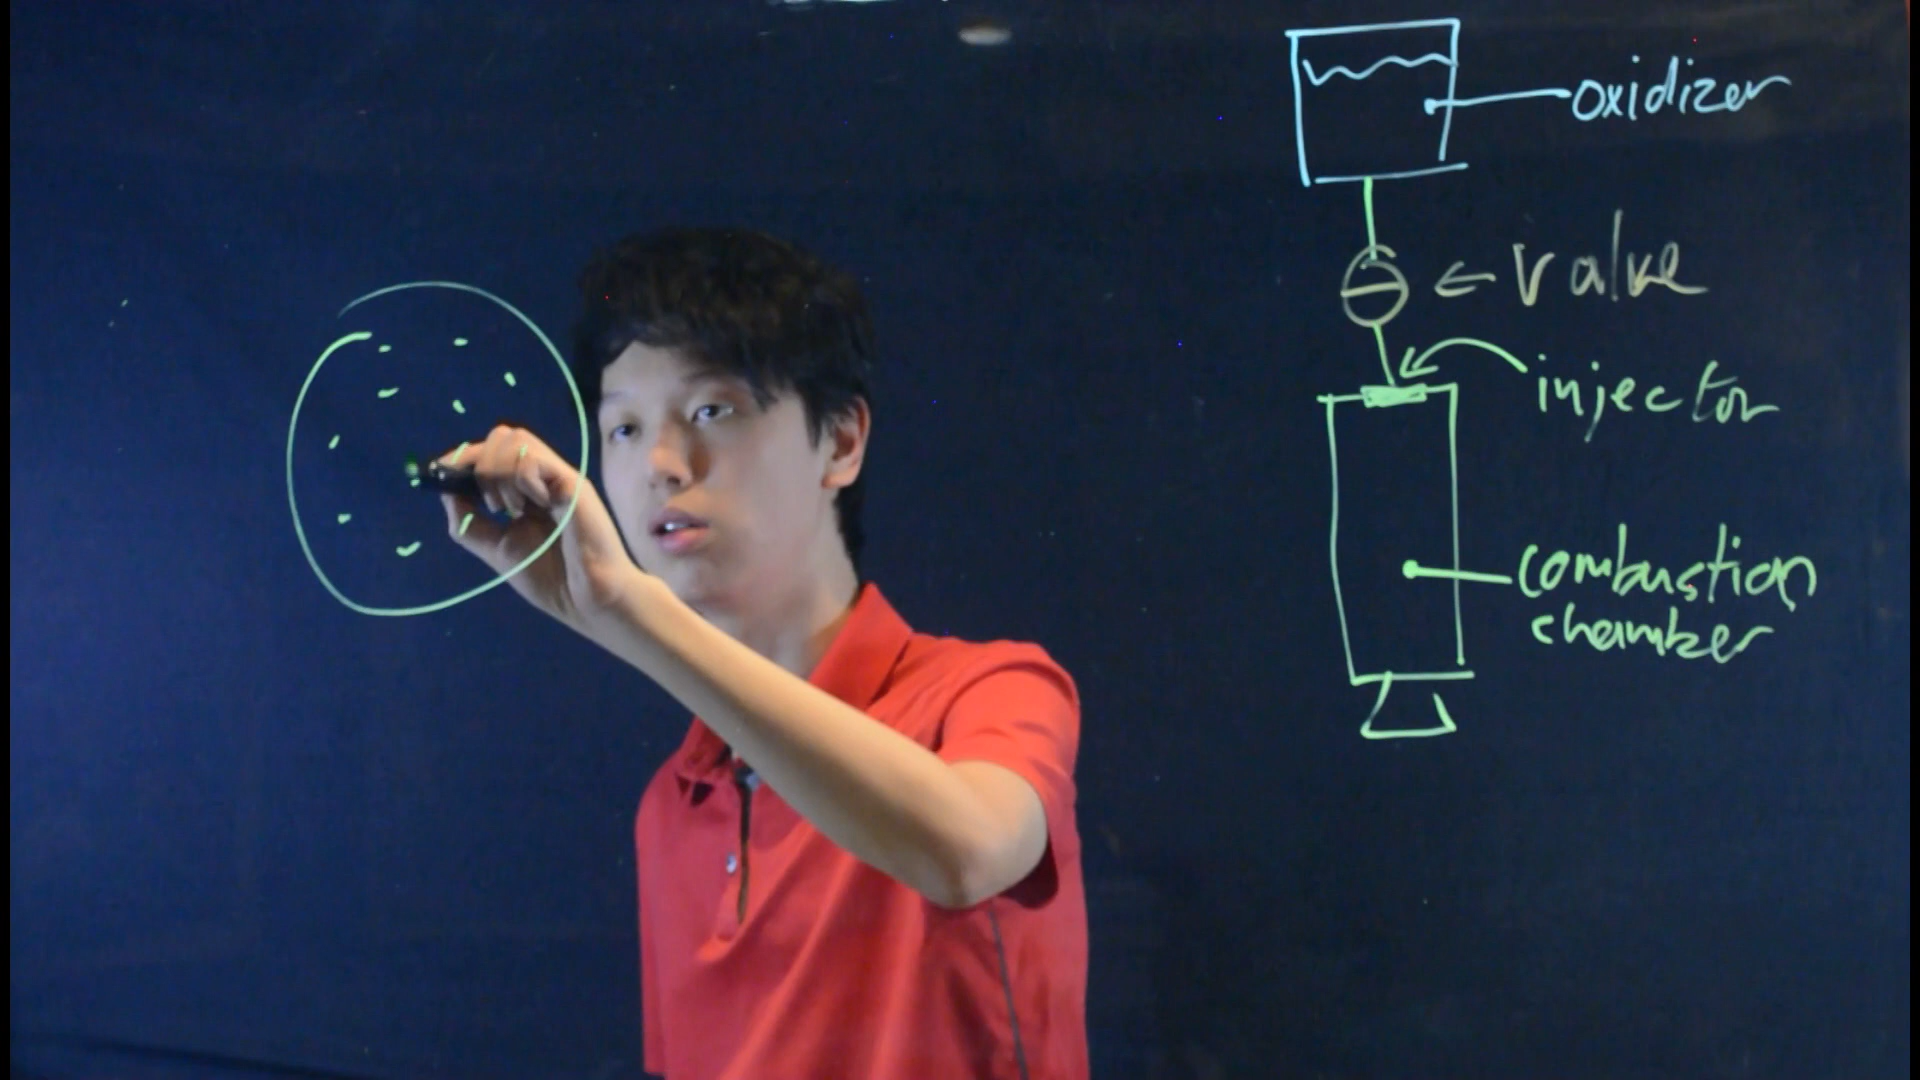 oxidizer
valve
injector
combustion
chamber